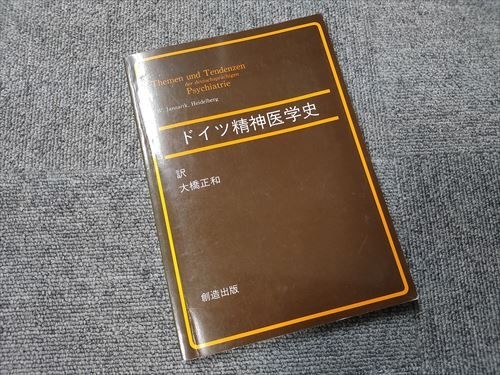 Themen und Tendenzen
der deutschsprachigen
Psychiatrie
W. Janzarik, Heidelberg
ドイツ精神医学史
訳
大橋正和
創造出版